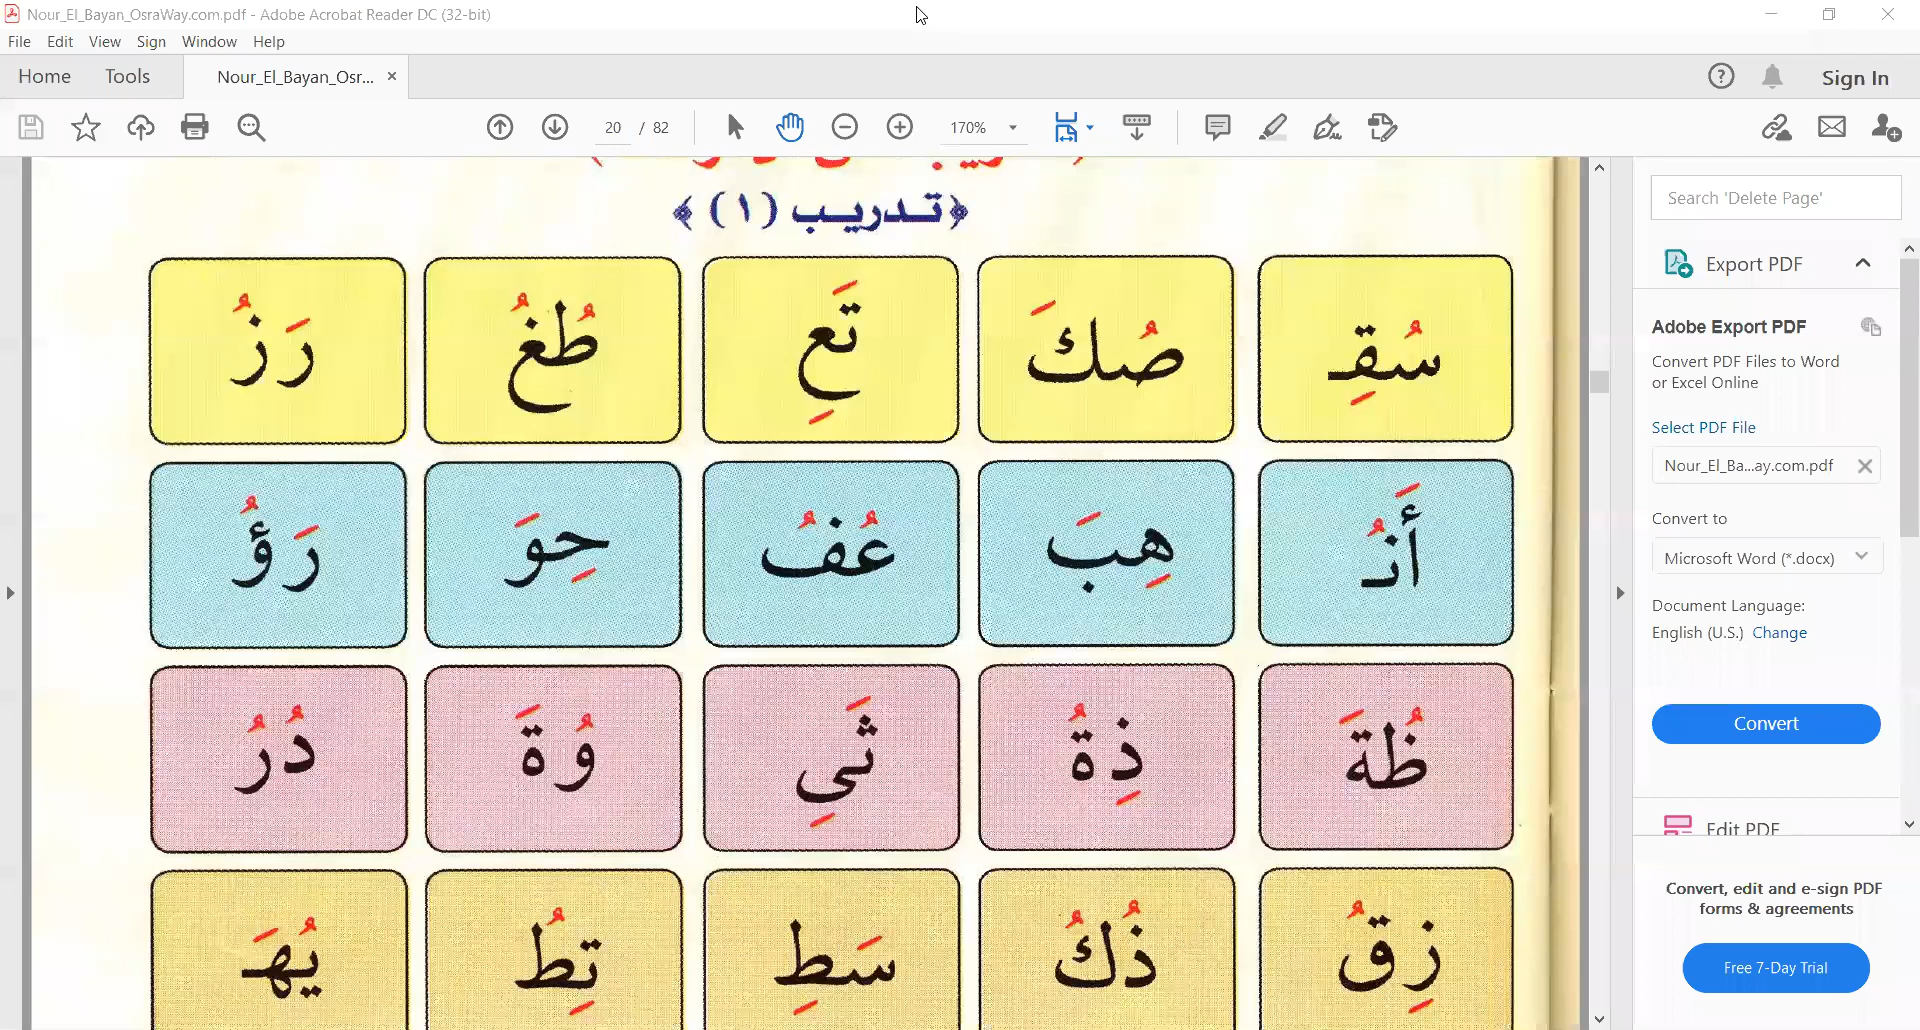 Nour_El_Bayan_OsraWay.com.pdf - Adobe Acrobat Reader DC (32-bit)
File Edit View Sign Window Help
Home Tools Nour_El_Bayan_Osr... × Sign In
20 / 82 170%
﴿تدريب (١)﴾
سُقِـ صُكَ تَعِ طُغُ رَزُ
أَنُـ هِبَ عُفُ حِوَ رَؤُ
ظُةَ ذِةُ ثَىِ وُةَ دُرُ
زِقُ ذُكُ سَطِ تِطُ يُهَـ
Search 'Delete Page'
Export PDF
Adobe Export PDF
Convert PDF Files to Word
or Excel Online
Select PDF File
Nour_El_Ba...ay.com.pdf
Convert to
Microsoft Word (*.docx)
Document Language:
English (U.S.) Change
Convert
Edit PDF
Convert, edit and e-sign PDF
forms & agreements
Free 7-Day Trial